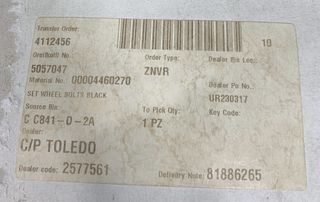 Transfer Order:
4112456 10
Order Type: Dealer Bin Loc.:
5057047 ZNVR
Material No: 00004460270 Dealer Po No.:
SET WHEEL BOLTS BLACK UR230317
Source Bin: To Pick Qty: Key Code:
C C841-D-2A 1 PZ
Dealer:
C/P TOLEDO
Dealer code: 2577561 Delivery Note: 81886265